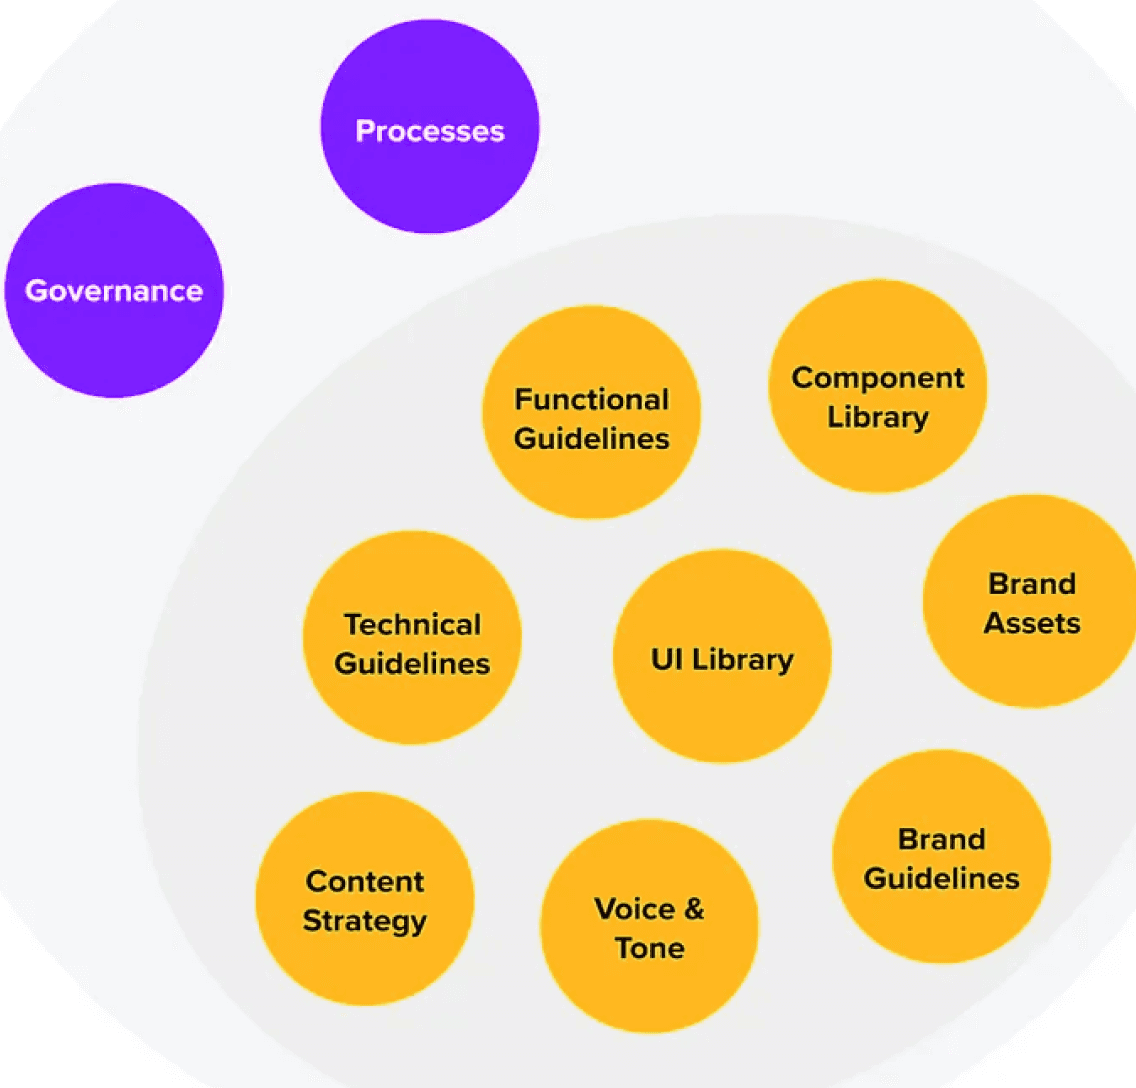 Processes
Governance
Functional
Guidelines
Component
Library
Technical
Guidelines
UI Library
Brand
Assets
Content
Strategy
Voice &
Tone
Brand
Guidelines